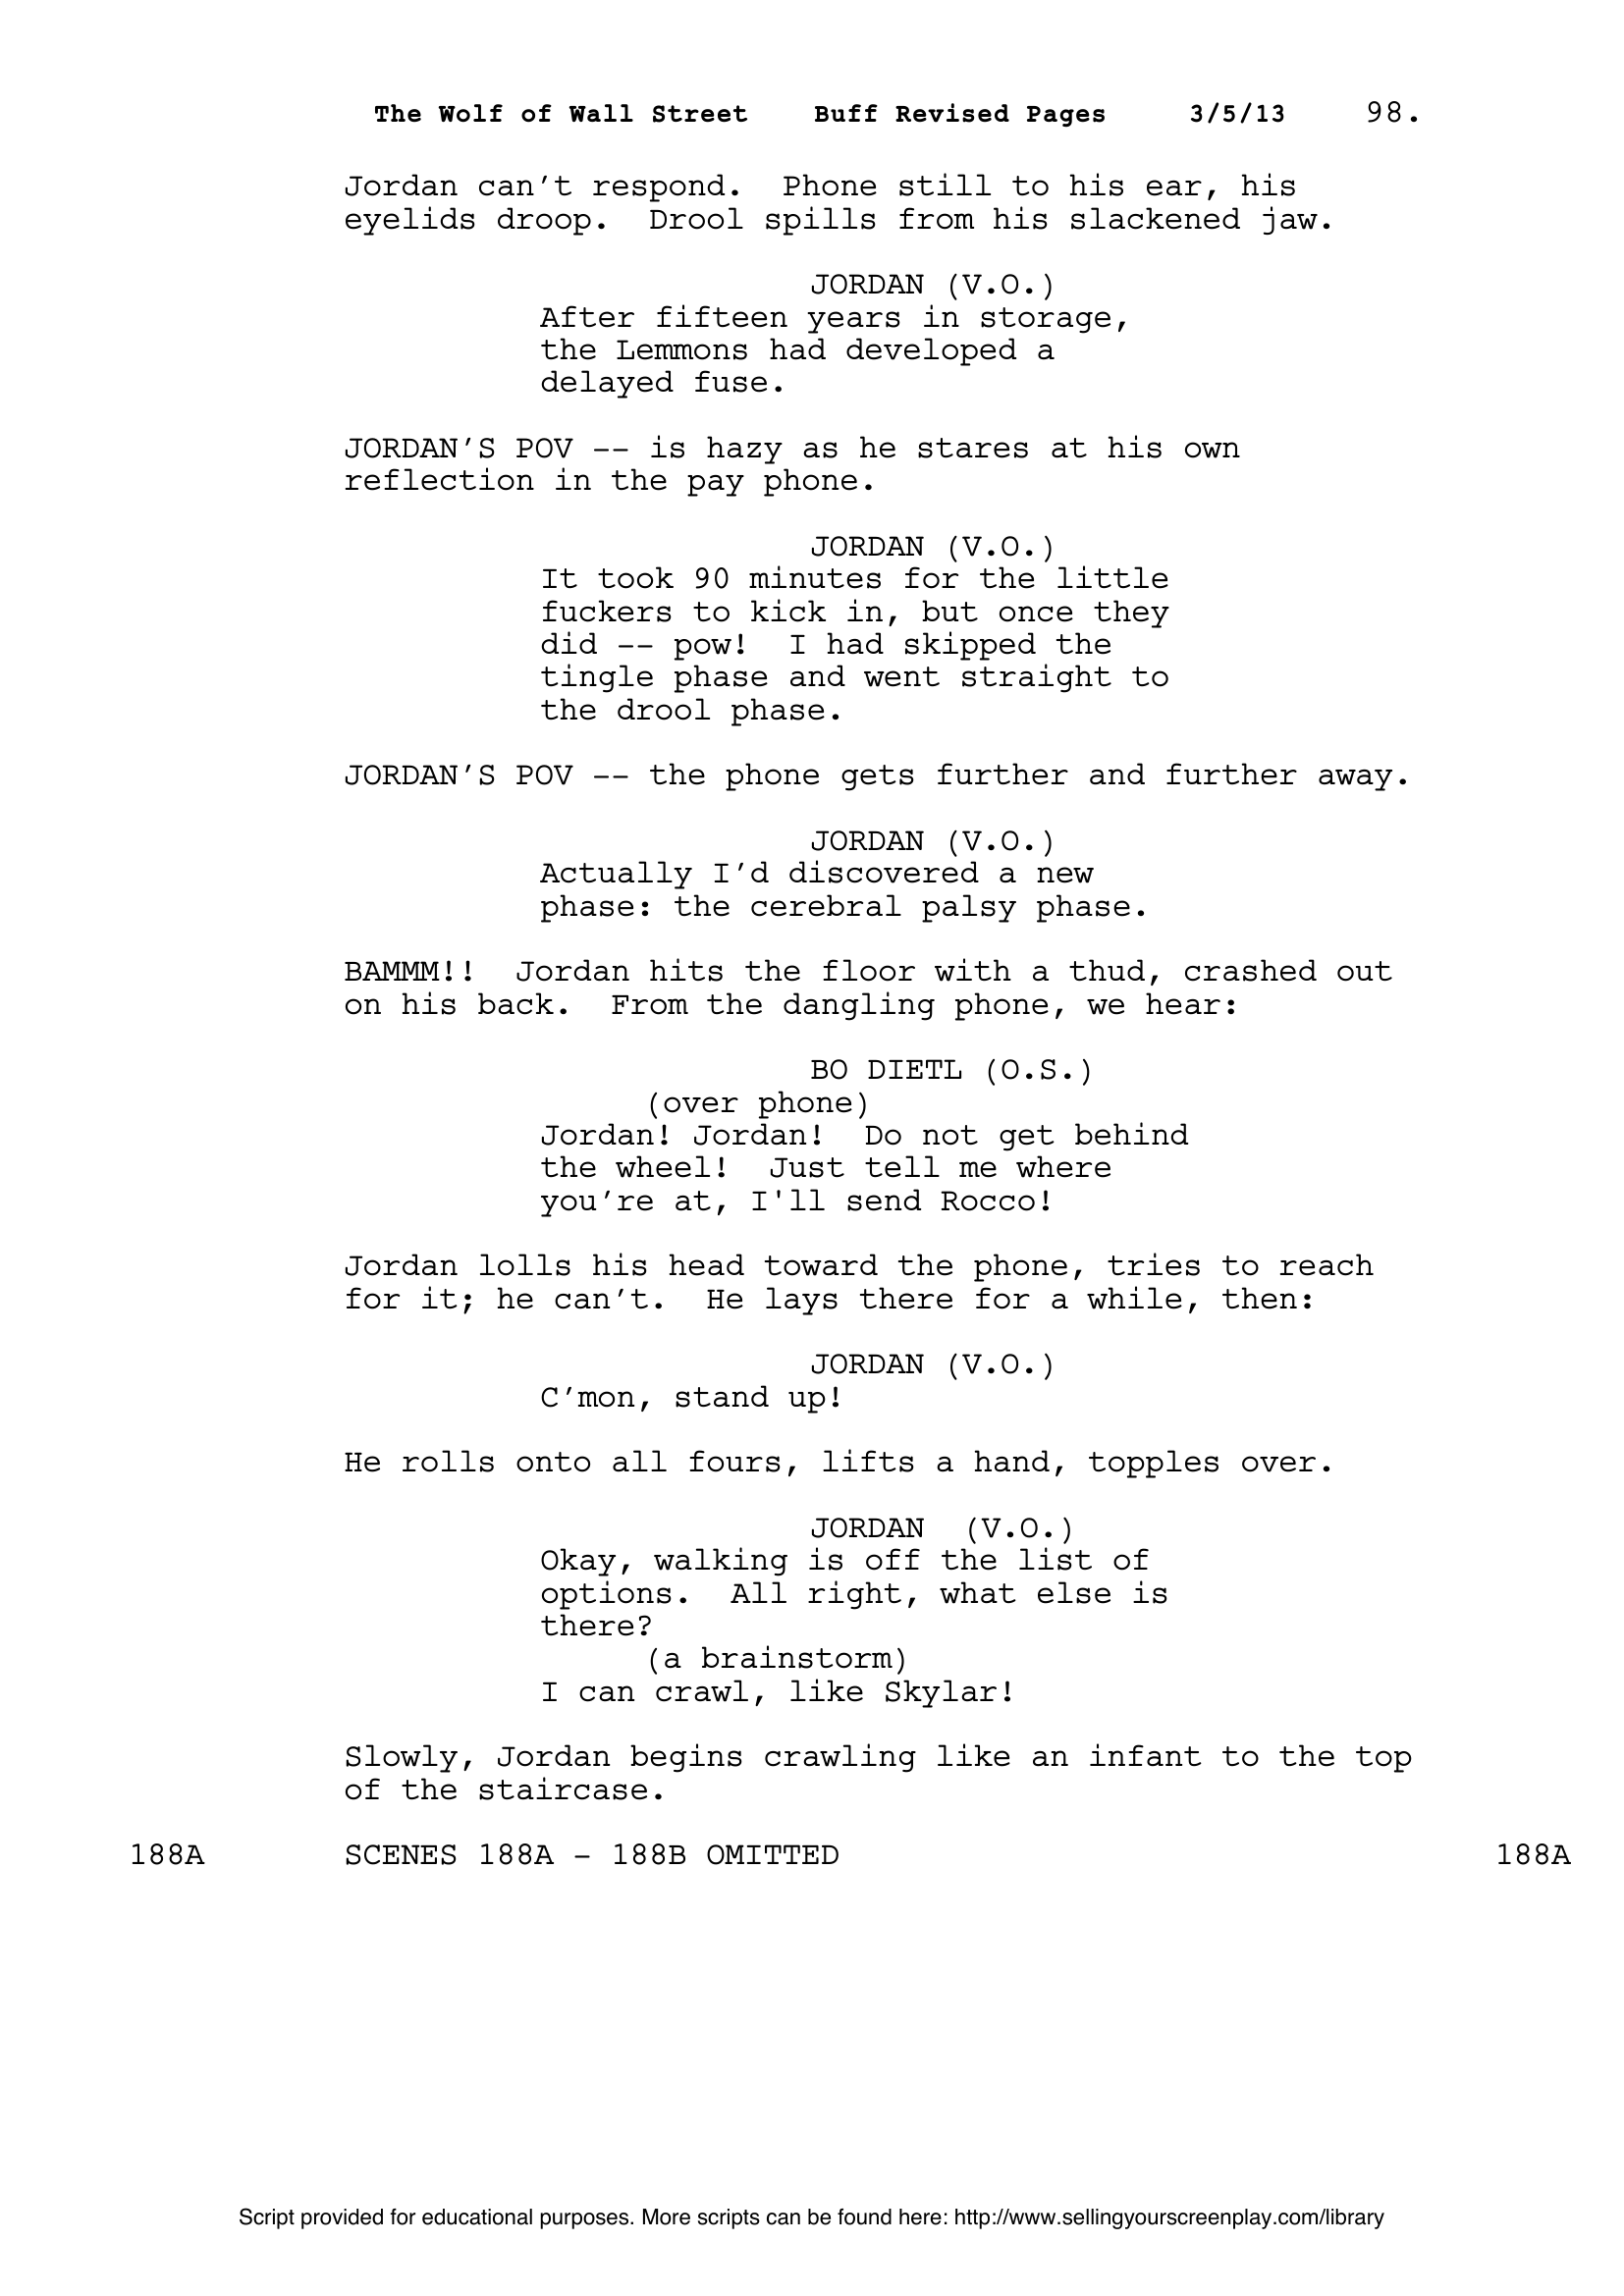 The Wolf of Wall Street    Buff Revised Pages    3/5/13    98.
Jordan can’t respond.  Phone still to his ear, his
eyelids droop.  Drool spills from his slackened jaw.
JORDAN (V.O.)
After fifteen years in storage,
the Lemmons had developed a
delayed fuse.
JORDAN’S POV -- is hazy as he stares at his own
reflection in the pay phone.
JORDAN (V.O.)
It took 90 minutes for the little
fuckers to kick in, but once they
did -- pow!  I had skipped the
tingle phase and went straight to
the drool phase.
JORDAN’S POV -- the phone gets further and further away.
JORDAN (V.O.)
Actually I’d discovered a new
phase: the cerebral palsy phase.
BAMMM!!  Jordan hits the floor with a thud, crashed out
on his back.  From the dangling phone, we hear:
BO DIETL (O.S.)
(over phone)
Jordan! Jordan!  Do not get behind
the wheel!  Just tell me where
you’re at, I'll send Rocco!
Jordan lolls his head toward the phone, tries to reach
for it; he can’t.  He lays there for a while, then:
JORDAN (V.O.)
C’mon, stand up!
He rolls onto all fours, lifts a hand, topples over.
JORDAN  (V.O.)
Okay, walking is off the list of
options.  All right, what else is
there?
(a brainstorm)
I can crawl, like Skylar!
Slowly, Jordan begins crawling like an infant to the top
of the staircase.
188A    SCENES 188A - 188B OMITTED    188A
Script provided for educational purposes. More scripts can be found here: http://www.sellingyourscreenplay.com/library